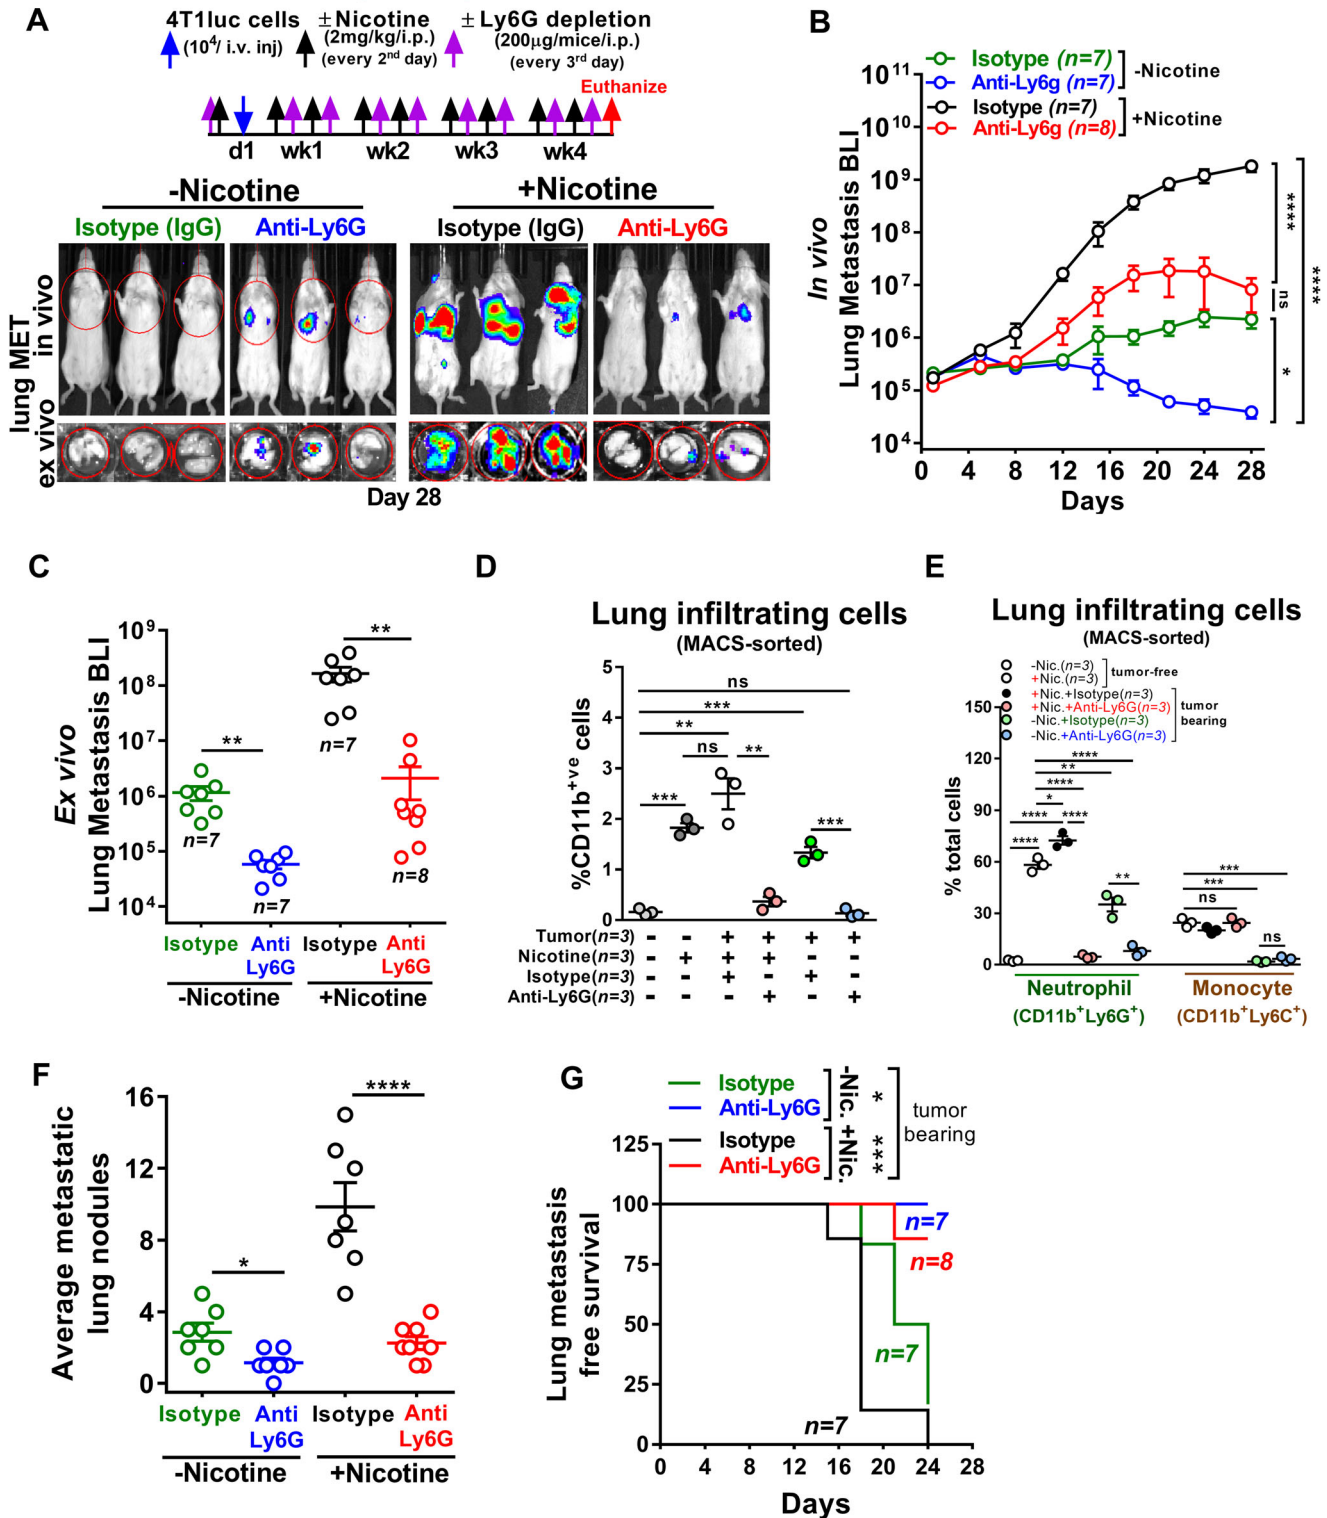 A
4T1luc cells
(10⁴/ i.v. inj)
±Nicotine
(2mg/kg/i.p.)
(every 2nd day)
±Ly6G depletion
(200µg/mice/i.p.)
(every 3rd day)
Euthanize
d1 wk1 wk2 wk3 wk4
-Nicotine +Nicotine
Isotype (IgG) Anti-Ly6G Isotype (IgG) Anti-Ly6G
lung MET
in vivo
ex vivo
Day 28
B
Isotype (n=7)
Anti-Ly6g (n=7)
-Nicotine
Isotype (n=7)
Anti-Ly6g (n=8)
+Nicotine
In vivo
Lung Metastasis BLI
10¹¹
10¹⁰
10⁹
10⁸
10⁷
10⁶
10⁵
10⁴
****
ns
*
****
0 4 8 12 16 20 24 28
Days
C
Ex vivo
Lung Metastasis BLI
10⁹
10⁸
10⁷
10⁶
10⁵
10⁴
**
**
n=7
n=7
n=7
n=8
Isotype Anti Ly6G Isotype Anti Ly6G
-Nicotine +Nicotine
D
Lung infiltrating cells
(MACS-sorted)
%CD11b⁺ᵛᵉ cells
5
4
3
2
1
0
ns
***
**
ns **
***
***
Tumor(n=3) - - + + + +
Nicotine(n=3) - + + + - -
Isotype(n=3) - - + - + -
Anti-Ly6G(n=3) - - - + - +
E
Lung infiltrating cells
(MACS-sorted)
-Nic.(n=3)
+Nic.(n=3)
tumor-free
+Nic.+Isotype(n=3)
+Nic.+Anti-Ly6G(n=3)
-Nic.+Isotype(n=3)
-Nic.+Anti-Ly6G(n=3)
tumor
bearing
% total cells
150
120
90
60
30
0
****
**
****
*
**** ****
****
**
***
***
ns
ns
Neutrophil
(CD11b⁺Ly6G⁺)
Monocyte
(CD11b⁺Ly6C⁺)
F
Average metastatic
lung nodules
16
12
8
4
0
****
*
Isotype Anti Ly6G Isotype Anti Ly6G
-Nicotine +Nicotine
G
Isotype
Anti-Ly6G
-Nic.
*
Isotype
Anti-Ly6G
+Nic.
***
tumor
bearing
Lung metastasis
free survival
125
100
75
50
25
0
n=7
n=8
n=7
n=7
0 4 8 12 16 20 24 28
Days